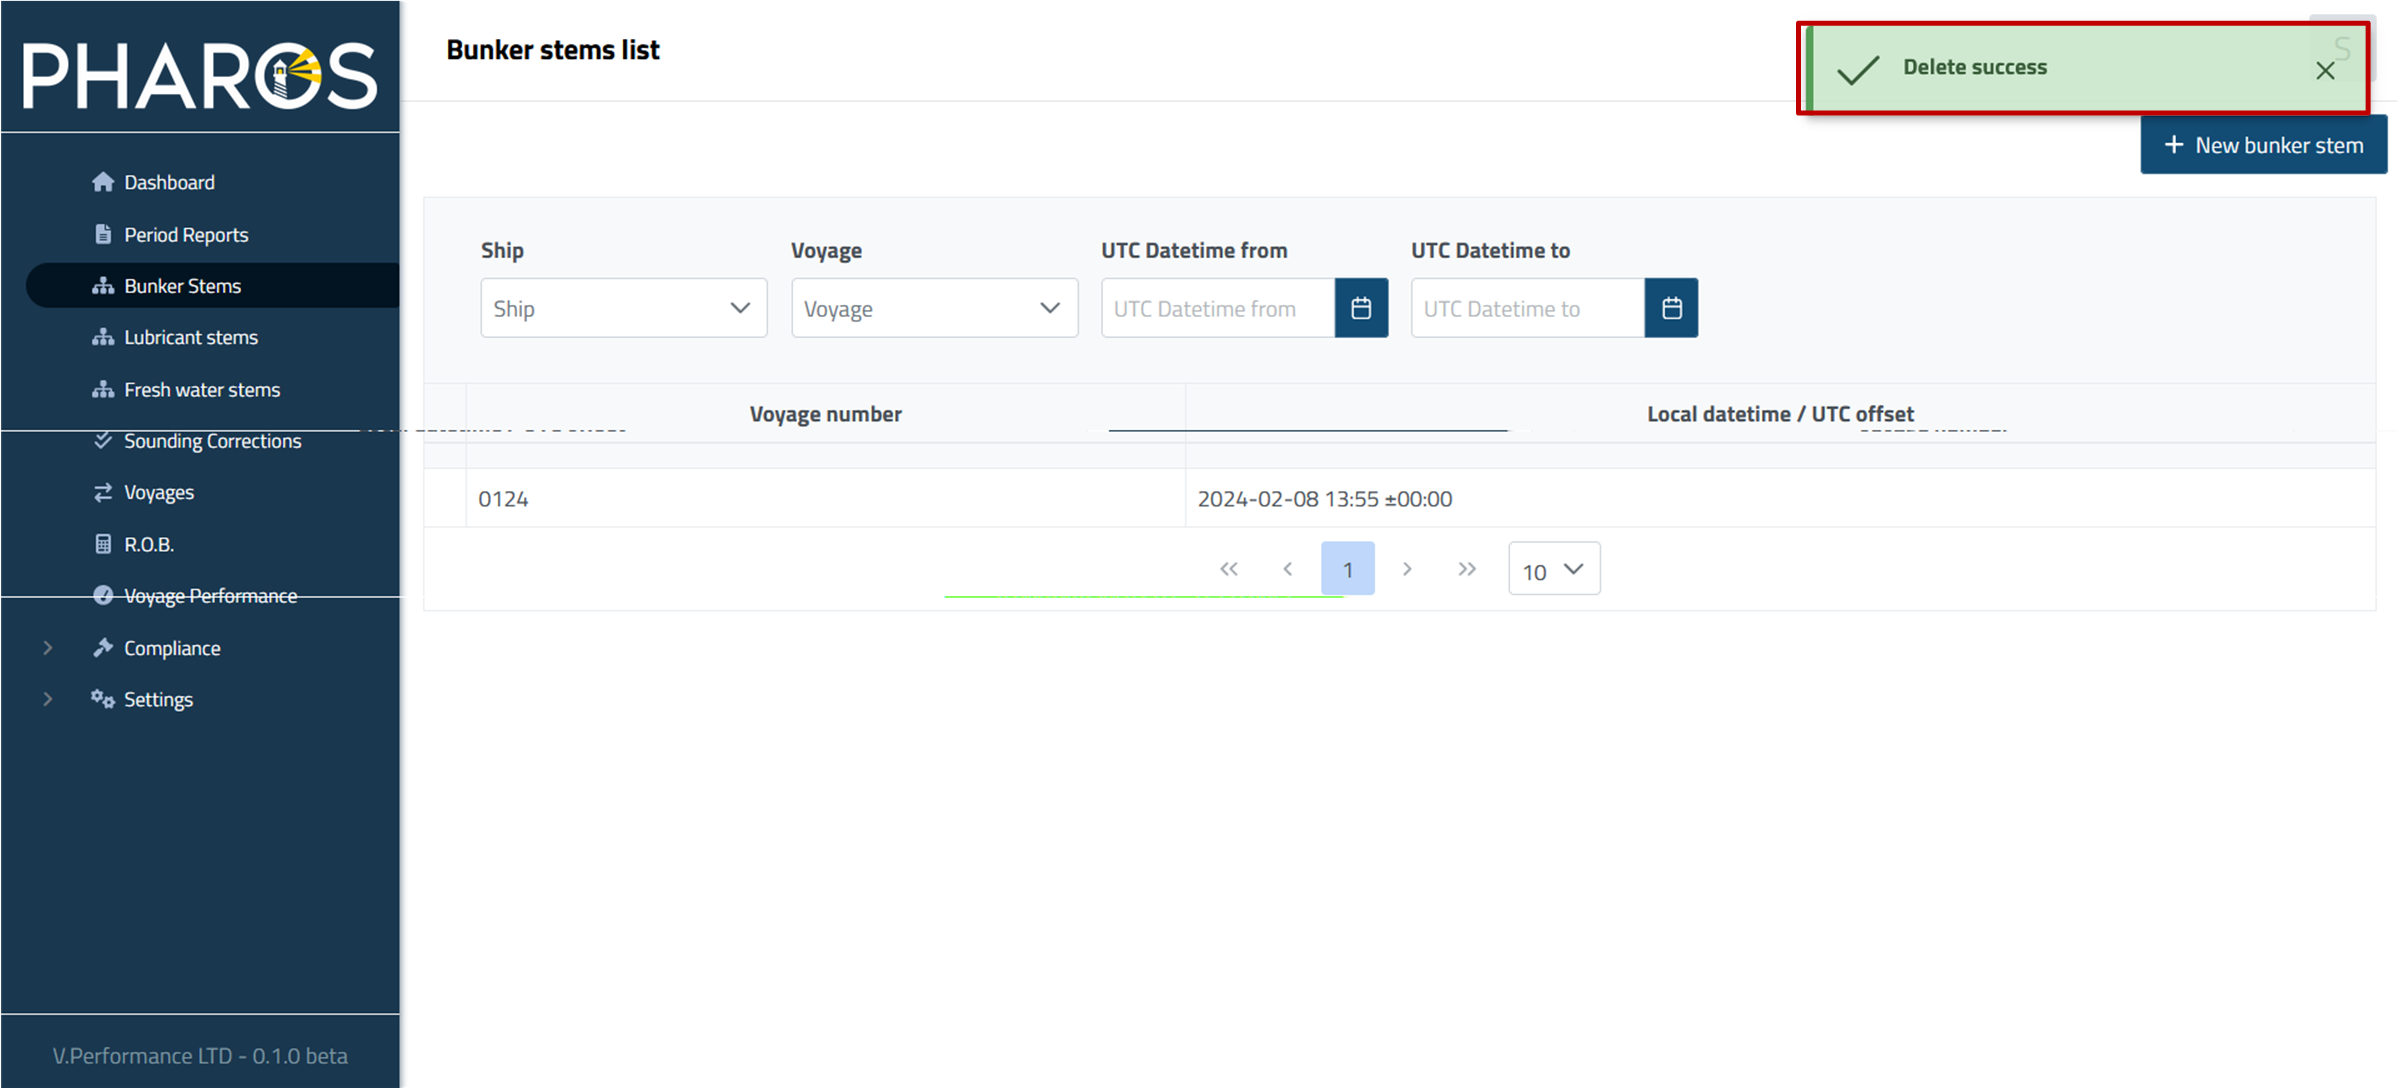 PHAROS
Bunker stems list
Delete success
S
New bunker stem
Dashboard
Period Reports
Bunker Stems
Lubricant stems
Fresh water stems
Sounding Corrections
Voyages
R.O.B.
Voyage Performance
Compliance
Settings
V.Performance LTD - 0.1.0 beta
Ship Voyage UTC Datetime from UTC Datetime to
Ship Voyage UTC Datetime from UTC Datetime to
Voyage number Local datetime / UTC offset
0124 2024-02-08 13:55 ±00:00
1 10